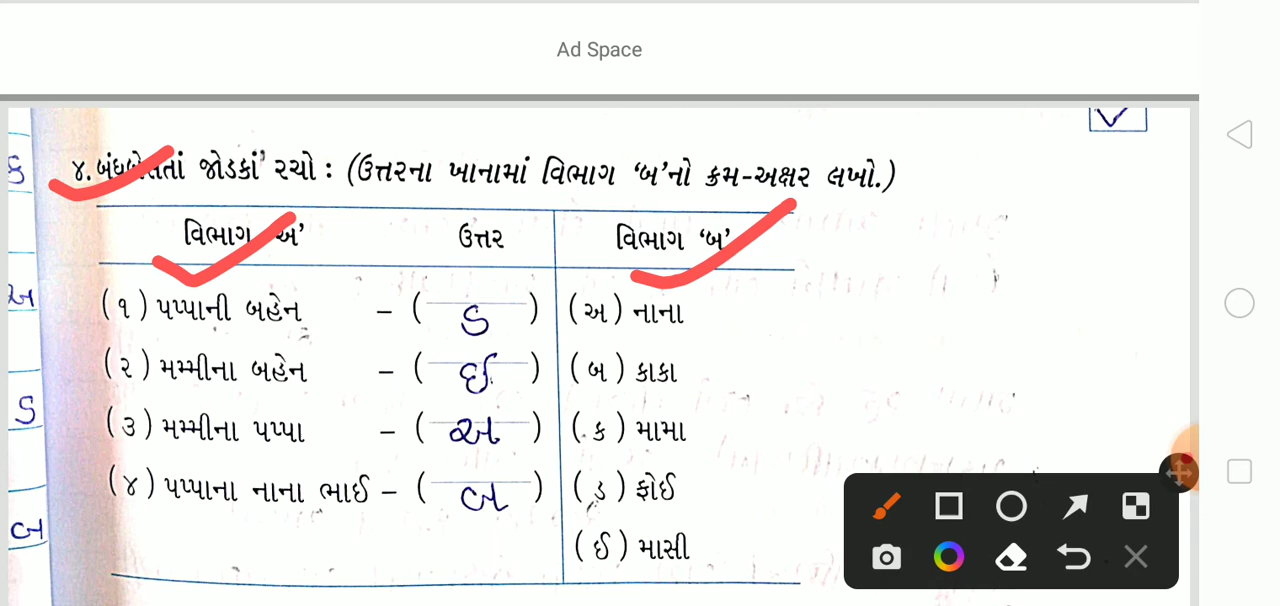 Ad Space
૪. બંધબેસતાં જોડકાં રચો : (ઉત્તરના ખાનામાં વિભાગ ‘બ’નો ક્રમ-અક્ષર લખો.)
વિભાગ ‘અ’ ઉત્તર વિભાગ ‘બ’
(૧) પપ્પાની બહેન – ( ડ ) (અ) નાના
(૨) મમ્મીના બહેન – ( ઈ ) (બ) કાકા
(૩) મમ્મીના પપ્પા – ( અ ) (ક) મામા
(૪) પપ્પાના નાના ભાઈ – ( બ ) (ડ) ફોઈ
(ઈ) માસી
ડ
બ